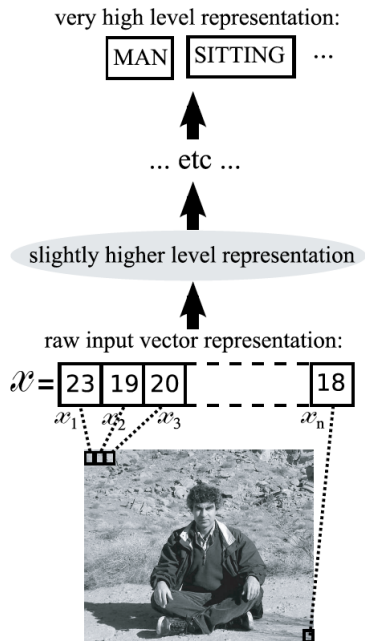 very high level representation:
MAN SITTING ...
... etc ...
slightly higher level representation
raw input vector representation:
x = 23 19 20 18
x1 x2 x3 xn